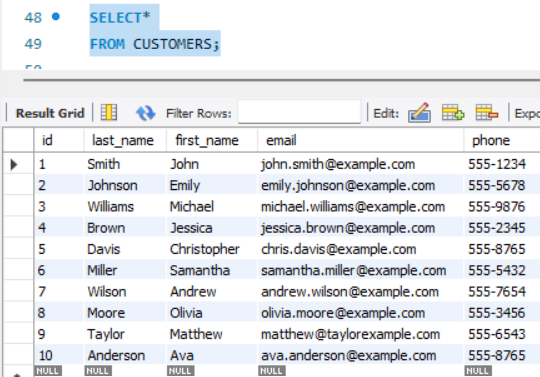 48 SELECT*
49 FROM CUSTOMERS;
Result Grid Filter Rows: Edit: Expo
id last_name first_name email phone
1 Smith John john.smith@example.com 555-1234
2 Johnson Emily emily.johnson@example.com 555-5678
3 Williams Michael michael.williams@example.com 555-9876
4 Brown Jessica jessica.brown@example.com 555-2345
5 Davis Christopher chris.davis@example.com 555-8765
6 Miller Samantha samantha.miller@example.com 555-5432
7 Wilson Andrew andrew.wilson@example.com 555-7654
8 Moore Olivia olivia.moore@example.com 555-3456
9 Taylor Matthew matthew@taylorexample.com 555-6543
10 Anderson Ava ava.anderson@example.com 555-8765
NULL NULL NULL NULL NULL